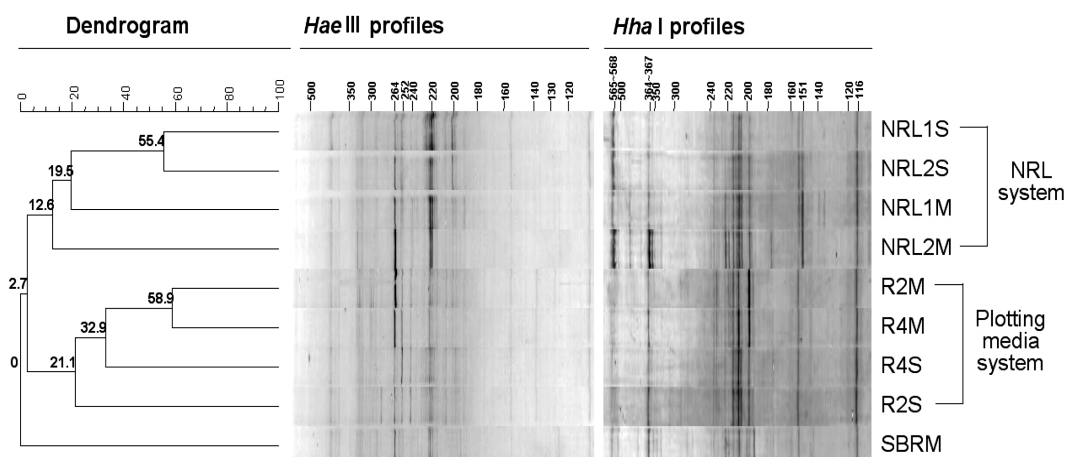 Dendrogram
Hae III profiles
Hha I profiles
0 20 40 60 80 100
500 350 300 264 252 240 220 200 180 160 140 130 120
565~568 500 364~367 350 300 240 220 200 180 160 151 140 120 116
55.4
19.5
12.6
2.7
58.9
32.9
21.1
0
NRL1S
NRL2S
NRL1M
NRL2M
R2M
R4M
R4S
R2S
SBRM
NRL
system
Plotting
media
system